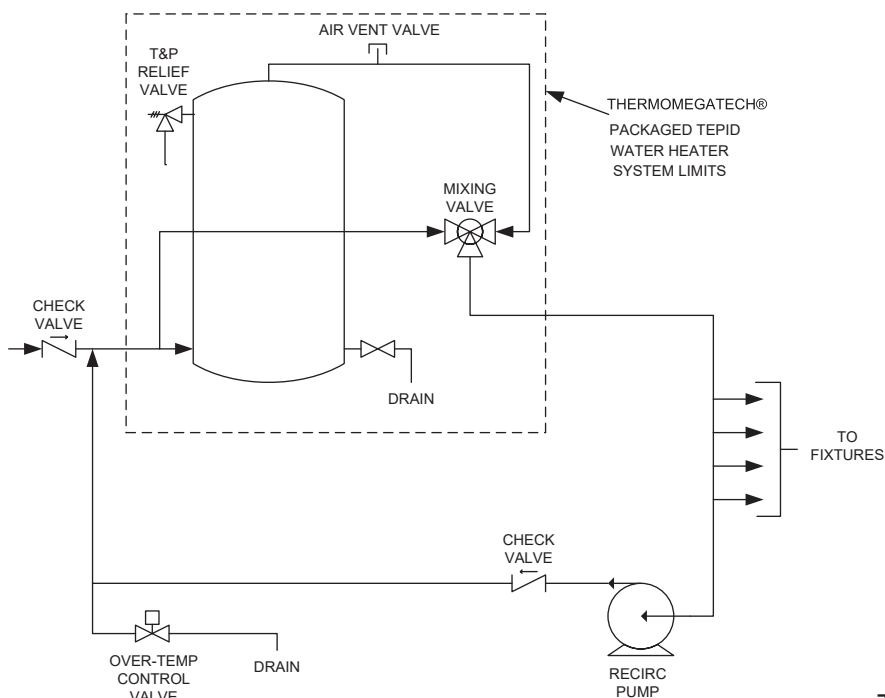 AIR VENT VALVE
T&P
RELIEF
VALVE
THERMOMEGATECH®
PACKAGED TEPID
WATER HEATER
SYSTEM LIMITS
MIXING
VALVE
CHECK
VALVE
DRAIN
TO
FIXTURES
CHECK
VALVE
OVER-TEMP
CONTROL
VALVE
DRAIN
RECIRC
PUMP